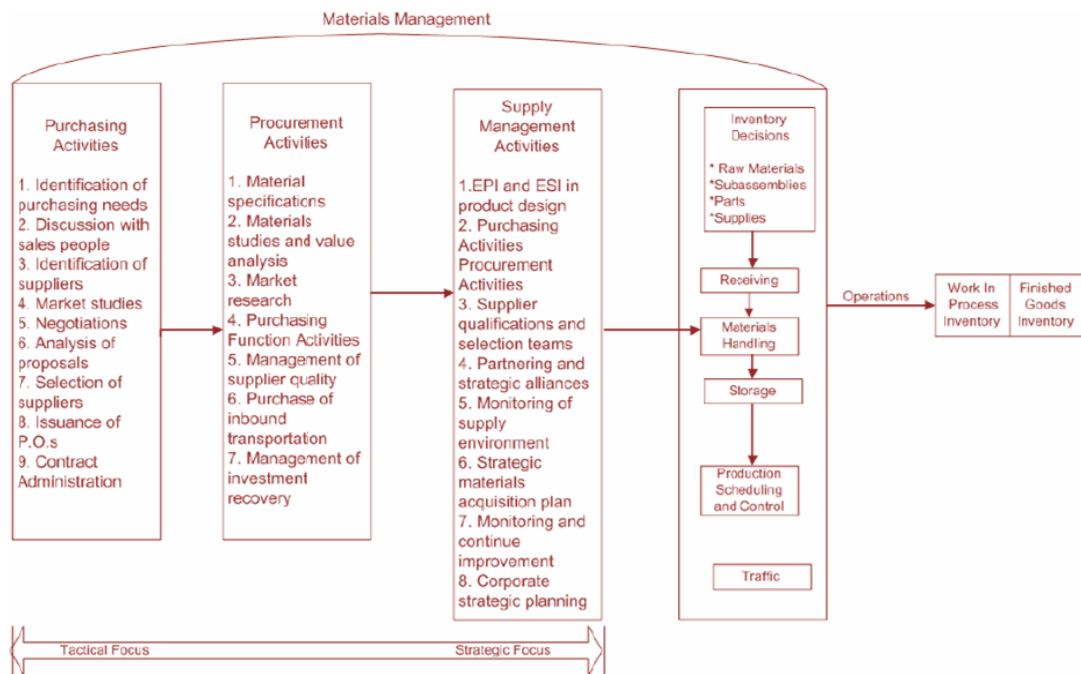 Materials Management
Purchasing
Activities
1. Identification of
purchasing needs
2. Discussion with
sales people
3. Identification of
suppliers
4. Market studies
5. Negotiations
6. Analysis of
proposals
7. Selection of
suppliers
8. Issuance of
P.O.s
9. Contract
Administration
Procurement
Activities
1. Material
specifications
2. Materials
studies and value
analysis
3. Market
research
4. Purchasing
Function Activities
5. Management of
supplier quality
6. Purchase of
inbound
transportation
7. Management of
investment
recovery
Supply
Management
Activities
1.EPI and ESI in
product design
2. Purchasing
Activities
Procurement
Activities
3. Supplier
qualifications and
selection teams
4. Partnering and
strategic alliances
5. Monitoring of
supply
environment
6. Strategic
materials
acquisition plan
7. Monitoring and
continue
improvement
8. Corporate
strategic planning
Inventory
Decisions
* Raw Materials
*Subassemblies
*Parts
*Supplies
Receiving
Materials
Handling
Storage
Production
Scheduling
and Control
Traffic
Operations
Work In
Process
Inventory
Finished
Goods
Inventory
Tactical Focus
Strategic Focus